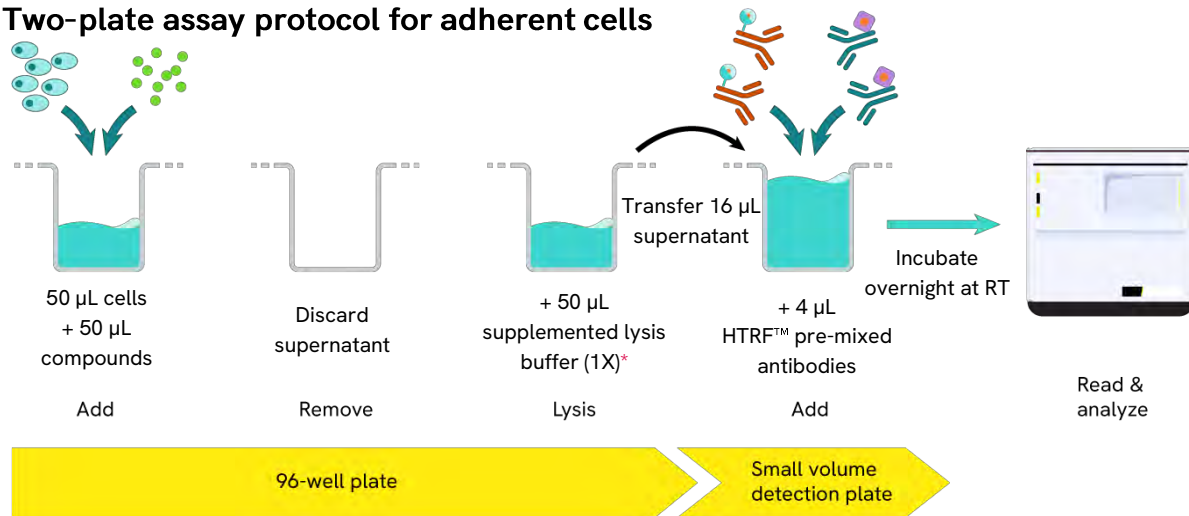 Two-plate assay protocol for adherent cells
50 µL cells
+ 50 µL
compounds
Add
Discard
supernatant
Remove
+ 50 µL
supplemented lysis
buffer (1X)*
Lysis
Transfer 16 µL
supernatant
+ 4 µL
HTRF™ pre-mixed
antibodies
Add
Incubate
overnight at RT
Read &
analyze
96-well plate
Small volume
detection plate